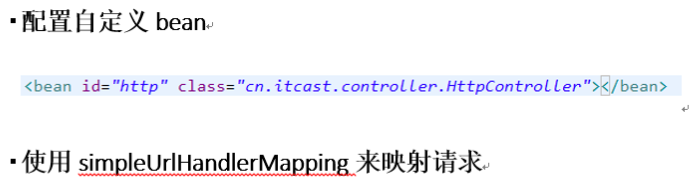 ▪配置自定义 bean↵
<bean id="http" class="cn.itcast.controller.HttpController"></bean>
↵
▪使用 simpleUrlHandlerMapping 来映射请求↵